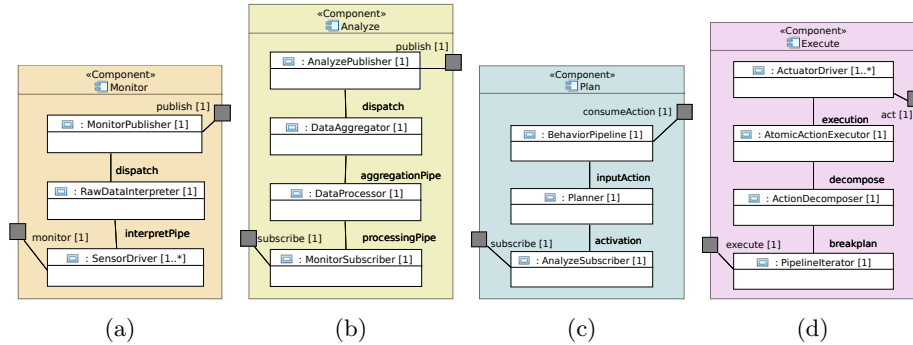 «Component»
Monitor
publish [1]
: MonitorPublisher [1]
dispatch
: RawDataInterpreter [1]
monitor [1]
interpretPipe
: SensorDriver [1..*]
(a)
«Component»
Analyze
publish [1]
: AnalyzePublisher [1]
dispatch
: DataAggregator [1]
aggregationPipe
: DataProcessor [1]
subscribe [1]
processingPipe
: MonitorSubscriber [1]
(b)
«Component»
Plan
consumeAction [1]
: BehaviorPipeline [1]
inputAction
: Planner [1]
subscribe [1]
activation
: AnalyzeSubscriber [1]
(c)
«Component»
Execute
: ActuatorDriver [1..*]
act [1]
execution
: AtomicActionExecutor [1]
decompose
: ActionDecomposer [1]
execute [1]
breakplan
: PipelineIterator [1]
(d)